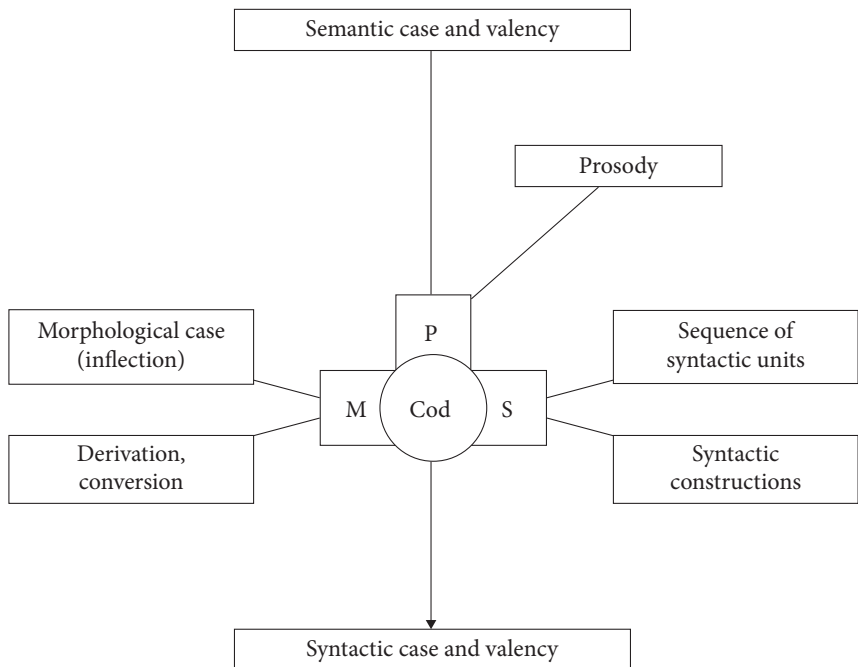 Semantic case and valency
Prosody
Morphological case
(inflection)
P
Sequence of
syntactic units
M
Cod
S
Derivation,
conversion
Syntactic
constructions
Syntactic case and valency